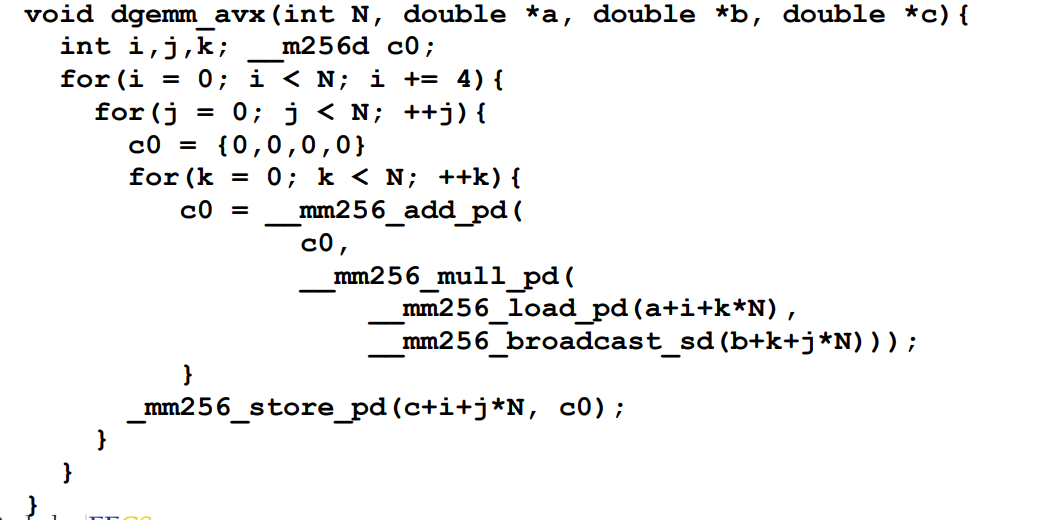 void dgemm_avx(int N, double *a, double *b, double *c){
int i,j,k; __m256d c0;
for(i = 0; i < N; i += 4){
for(j = 0; j < N; ++j){
c0 = {0,0,0,0}
for(k = 0; k < N; ++k){
c0 = __mm256_add_pd(
c0,
__mm256_mull_pd(
__mm256_load_pd(a+i+k*N),
__mm256_broadcast_sd(b+k+j*N)));
}
_mm256_store_pd(c+i+j*N, c0);
}
}
}